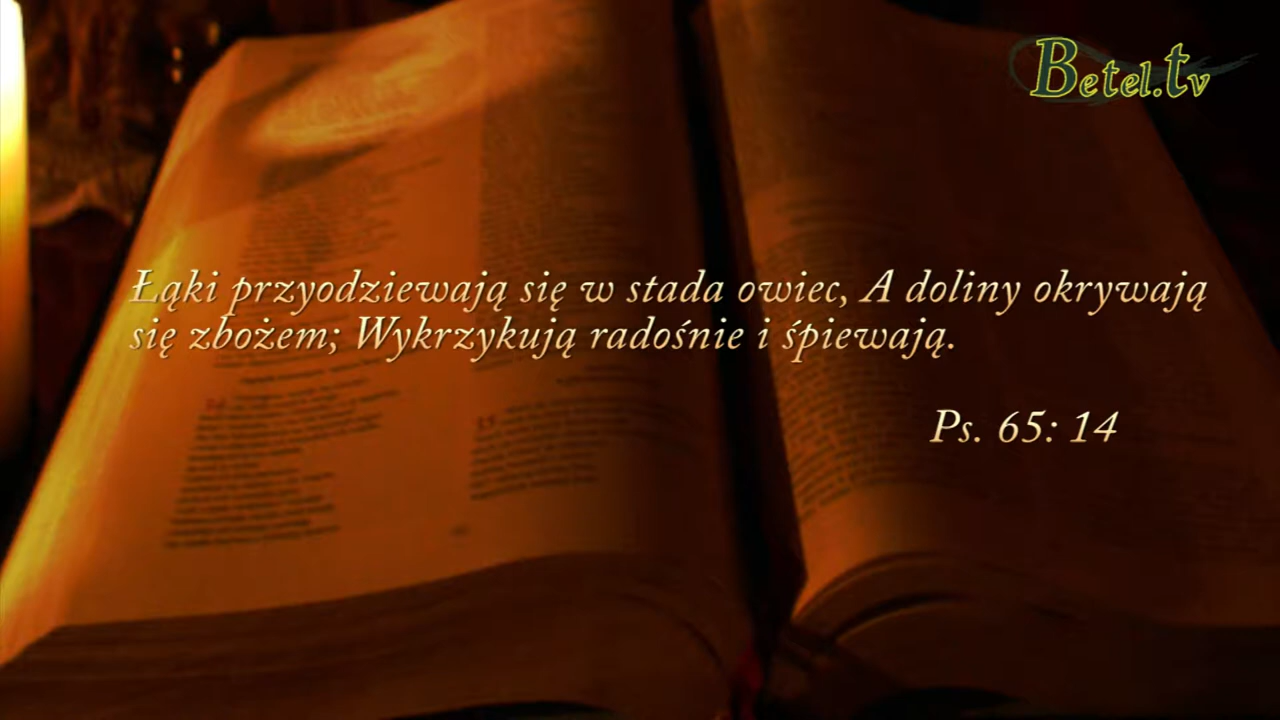 Betel.tv
Łąki przyodziewają się w stada owiec, A doliny okrywają
się zbożem; Wykrzykują radośnie i śpiewają.
Ps. 65: 14